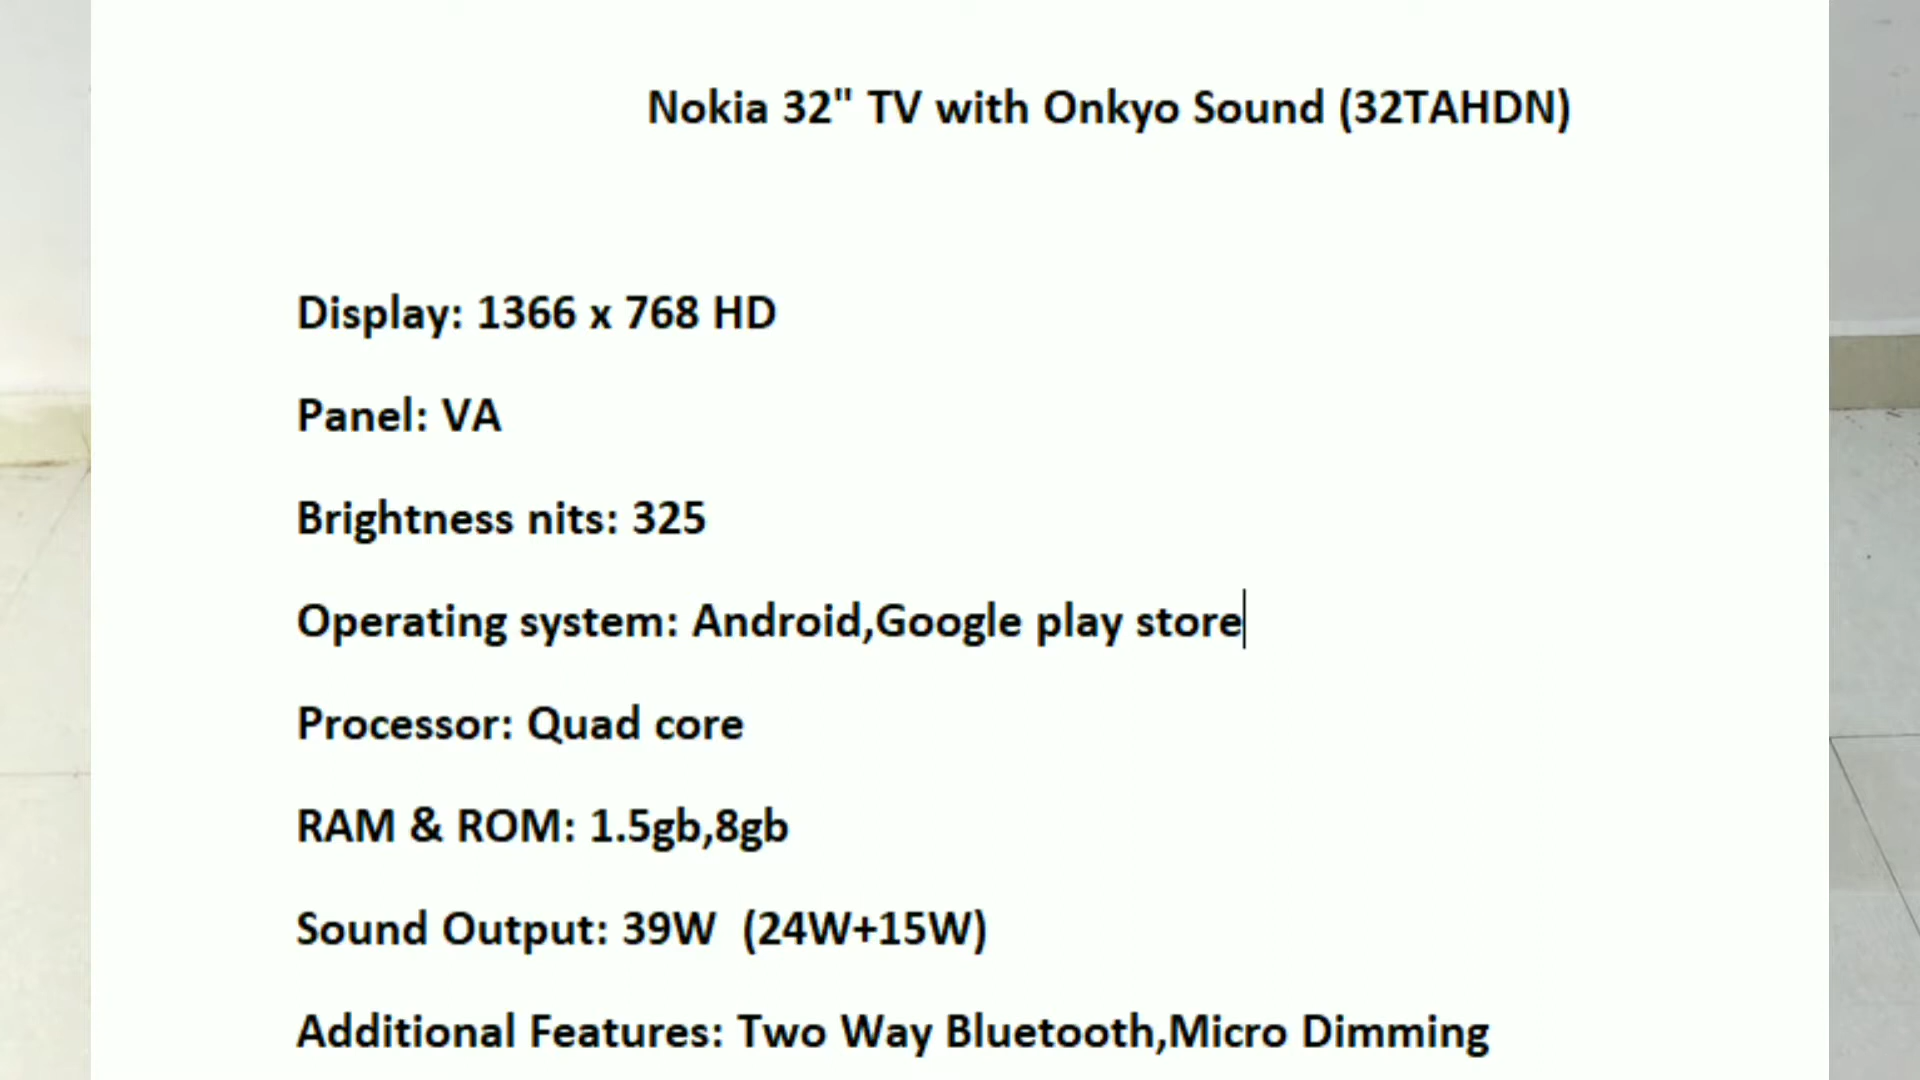 Nokia 32" TV with Onkyo Sound (32TAHDN)
Display: 1366 x 768 HD
Panel: VA
Brightness nits: 325
Operating system: Android,Google play store
Processor: Quad core
RAM & ROM: 1.5gb,8gb
Sound Output: 39W  (24W+15W)
Additional Features: Two Way Bluetooth,Micro Dimming